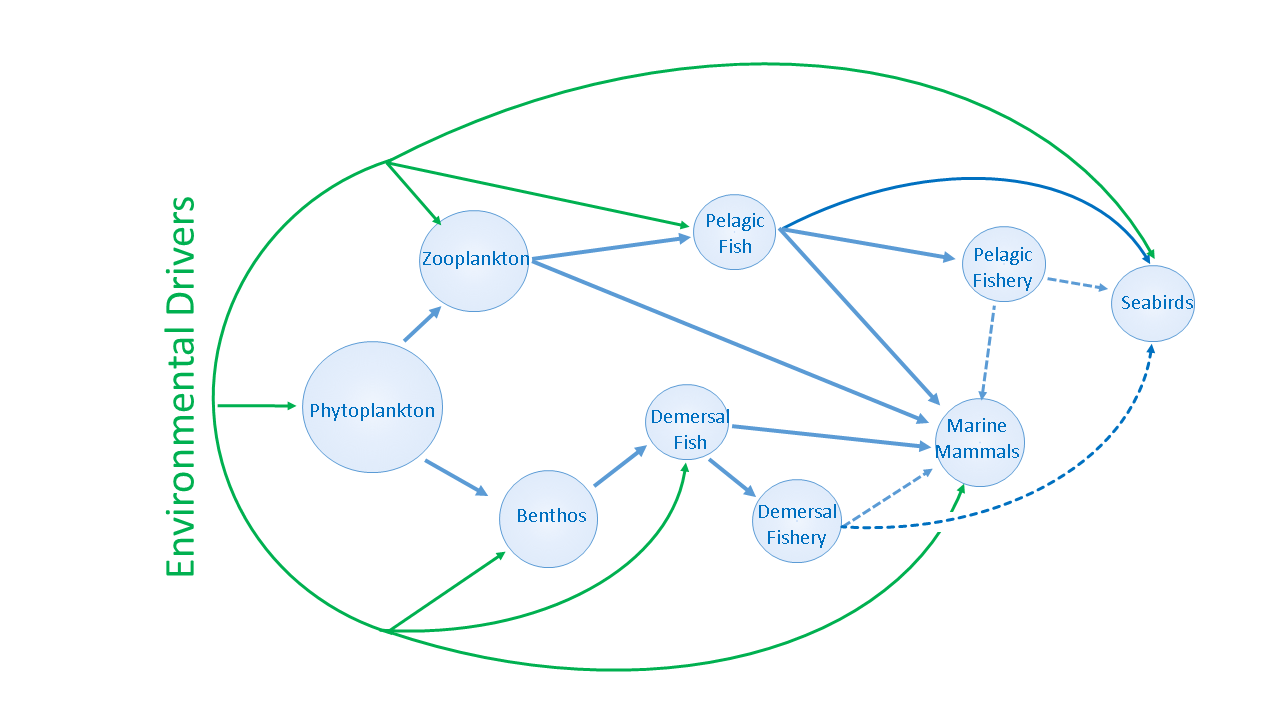 Environmental Drivers
Zooplankton
Phytoplankton
Benthos
Pelagic
Fish
Demersal
Fish
Demersal
Fishery
Pelagic
Fishery
Marine
Mammals
Seabirds